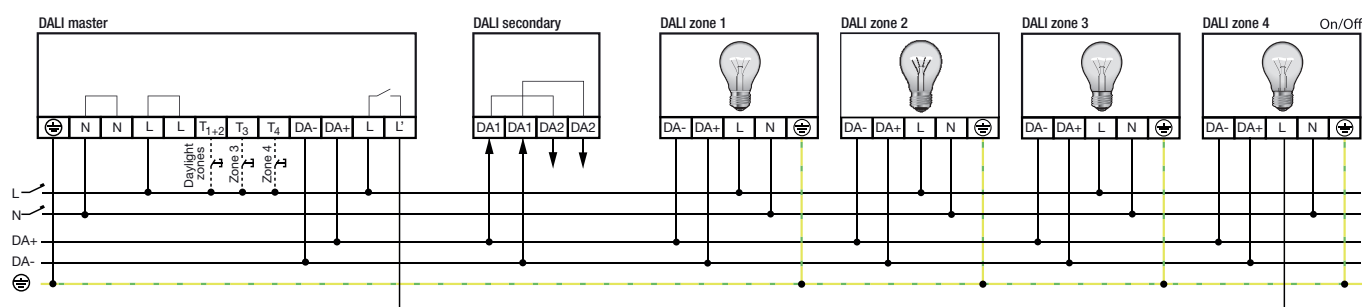 DALI master
DALI secondary
DALI zone 1
DALI zone 2
DALI zone 3
DALI zone 4
On/Off
N N L L T1+2 T3 T4 DA- DA+ L L'
DA1 DA1 DA2 DA2
DA- DA+ L N
DA- DA+ L N
DA- DA+ L N
DA- DA+ L N
Daylight
zones
Zone 3
Zone 4
L
N
DA+
DA-